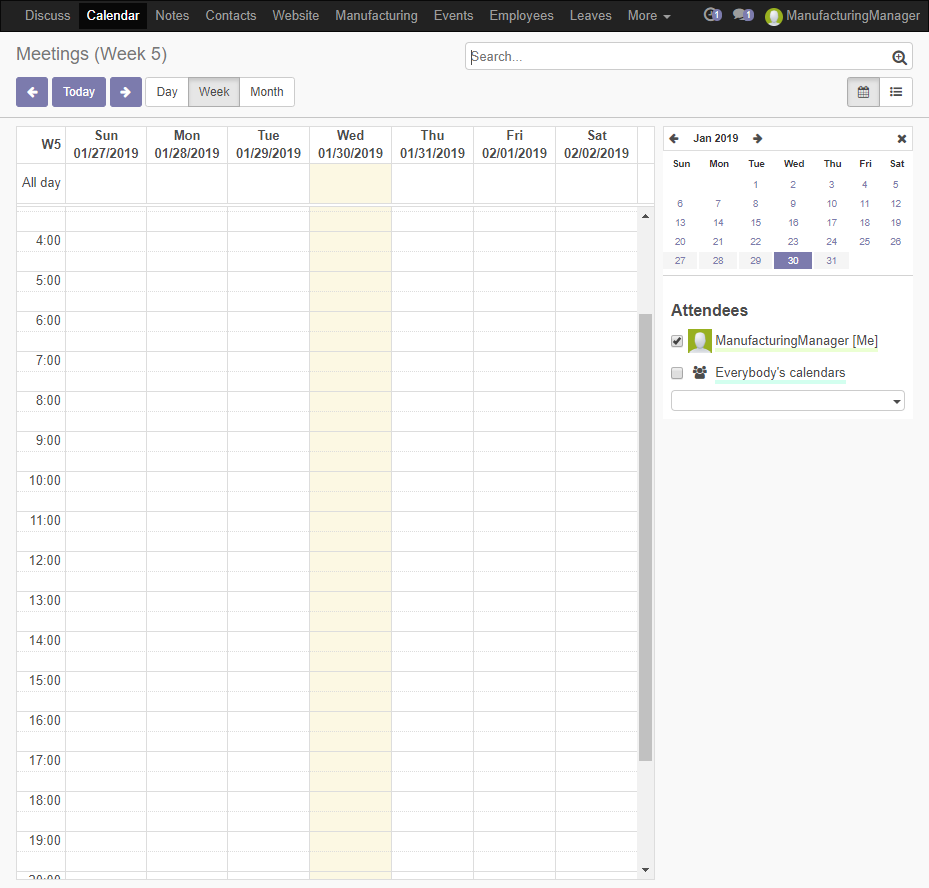 Discuss Calendar Notes Contacts Website Manufacturing Events Employees Leaves More 1 1 ManufacturingManager
Meetings (Week 5)
Search...
Today Day Week Month
W5 Sun 01/27/2019 Mon 01/28/2019 Tue 01/29/2019 Wed 01/30/2019 Thu 01/31/2019 Fri 02/01/2019 Sat 02/02/2019
All day
4:00
5:00
6:00
7:00
8:00
9:00
10:00
11:00
12:00
13:00
14:00
15:00
16:00
17:00
18:00
19:00
20:00
Jan 2019
Sun Mon Tue Wed Thu Fri Sat
1 2 3 4 5
6 7 8 9 10 11 12
13 14 15 16 17 18 19
20 21 22 23 24 25 26
27 28 29 30 31
Attendees
ManufacturingManager [Me]
Everybody's calendars